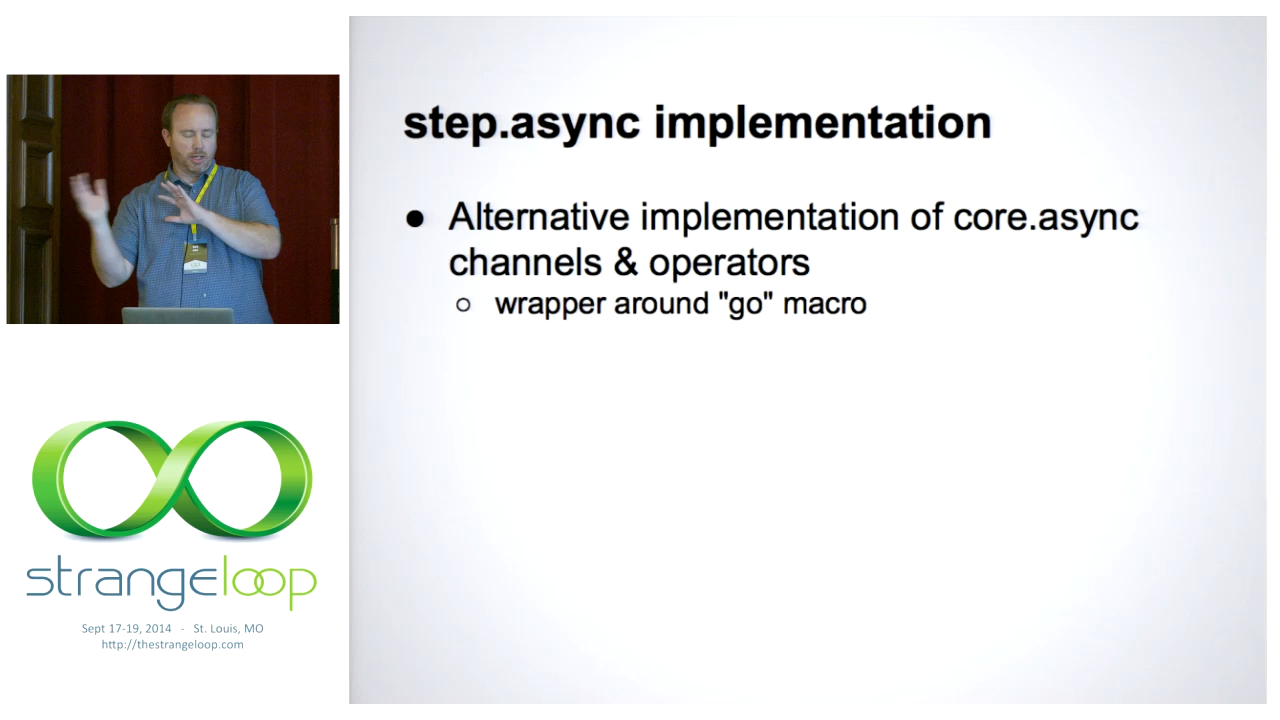 step.async implementation
● Alternative implementation of core.async
channels & operators
○ wrapper around "go" macro
strangeloop
Sept 17-19, 2014 - St. Louis, MO
http://thestrangeloop.com